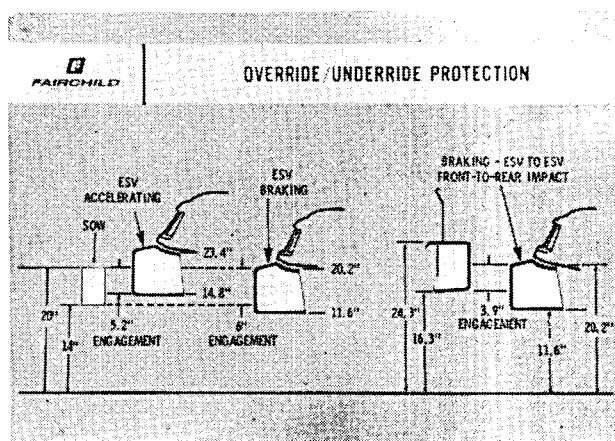 FAIRCHILD
OVERRIDE/UNDERRIDE PROTECTION
ESV
ACCELERATING
SOW
23.4"
14.8"
20"
14"
5.2"
ENGAGEMENT
ESV
BRAKING
20.2"
11.6"
6"
ENGAGEMENT
BRAKING - ESV TO ESV
FRONT-TO-REAR IMPACT
24.3"
16.3"
3.9"
ENGAGEMENT
11.6"
20.2"